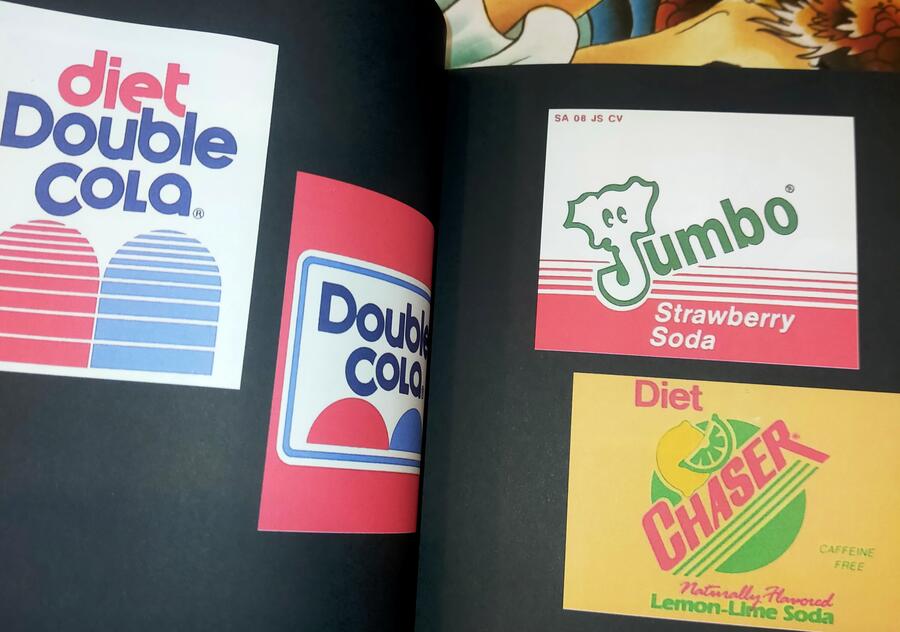 diet
Double
COLA®
Double
COLA
SA 08 JS CV
Jumbo®
Strawberry
Soda
Diet
CHASER
CAFFEINE
FREE
Naturally Flavored
Lemon-Lime Soda